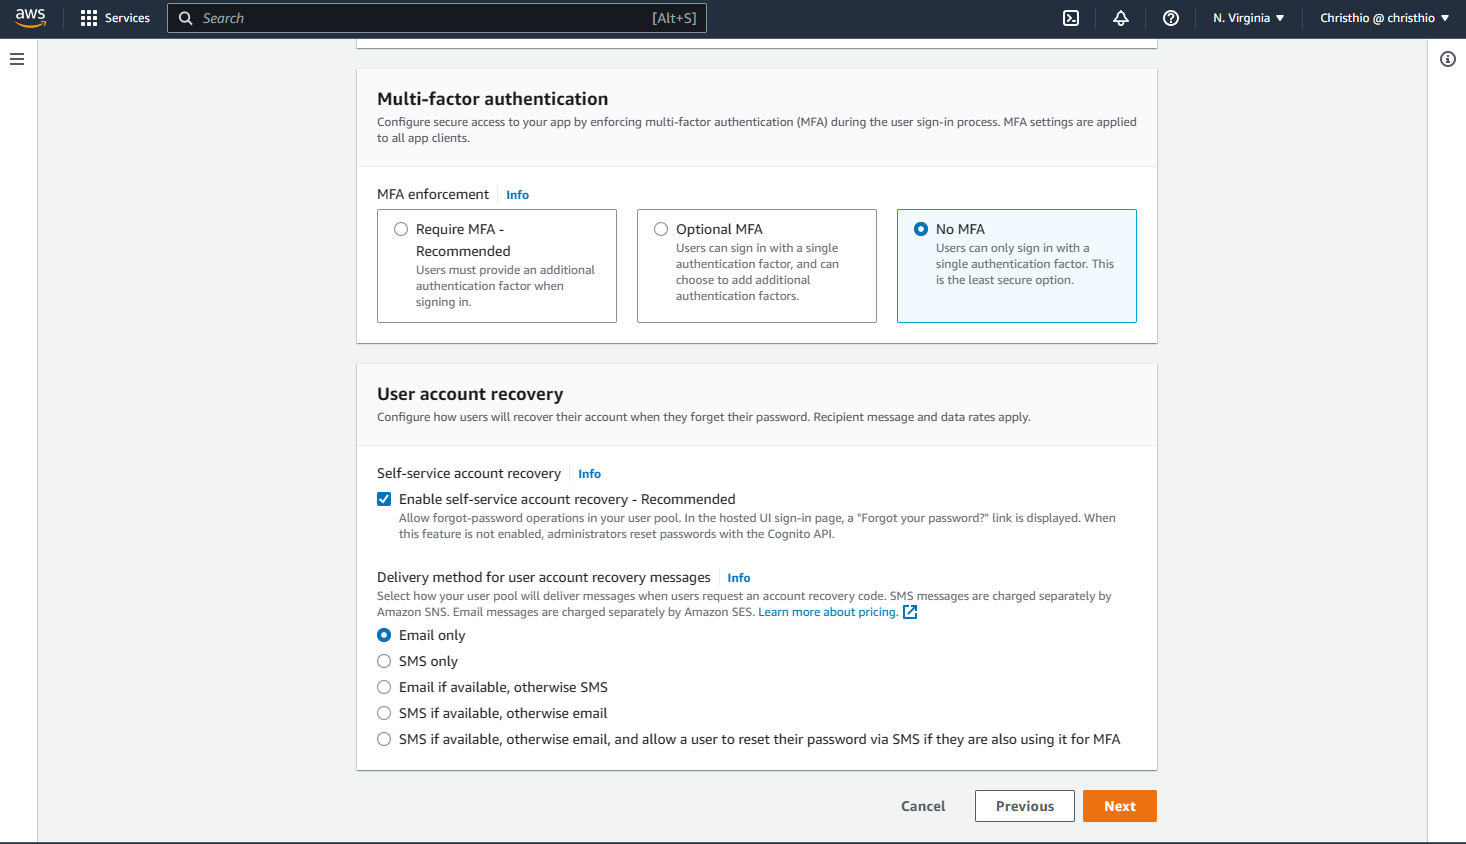 aws
Services
Search
[Alt+S]
N. Virginia
Christhio @ christhio
Multi-factor authentication
Configure secure access to your app by enforcing multi-factor authentication (MFA) during the user sign-in process. MFA settings are applied
to all app clients.
MFA enforcement
Info
Require MFA -
Recommended
Users must provide an additional
authentication factor when
signing in.
Optional MFA
Users can sign in with a single
authentication factor, and can
choose to add additional
authentication factors.
No MFA
Users can only sign in with a
single authentication factor. This
is the least secure option.
User account recovery
Configure how users will recover their account when they forget their password. Recipient message and data rates apply.
Self-service account recovery
Info
Enable self-service account recovery - Recommended
Allow forgot-password operations in your user pool. In the hosted UI sign-in page, a "Forgot your password?" link is displayed. When
this feature is not enabled, administrators reset passwords with the Cognito API.
Delivery method for user account recovery messages
Info
Select how your user pool will deliver messages when users request an account recovery code. SMS messages are charged separately by
Amazon SNS. Email messages are charged separately by Amazon SES. Learn more about pricing.
Email only
SMS only
Email if available, otherwise SMS
SMS if available, otherwise email
SMS if available, otherwise email, and allow a user to reset their password via SMS if they are also using it for MFA
Cancel
Previous
Next